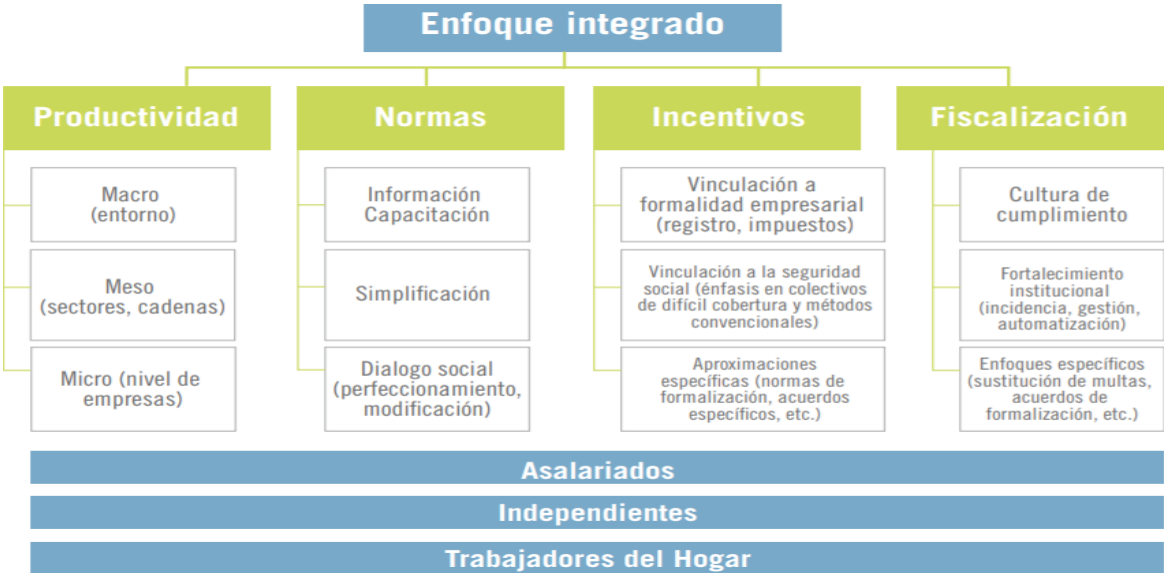 Enfoque integrado
Productividad
Normas
Incentivos
Fiscalización
Macro
(entorno)
Meso
(sectores, cadenas)
Micro (nivel de
empresas)
Información
Capacitación
Simplificación
Dialogo social
(perfeccionamiento,
modificación)
Vinculación a
formalidad empresarial
(registro, impuestos)
Vinculación a la seguridad
social (énfasis en colectivos
de difícil cobertura y métodos
convencionales)
Aproximaciones
específicas (normas de
formalización, acuerdos
específicos, etc.)
Cultura de
cumplimiento
Fortalecimiento
institucional
(incidencia, gestión,
automatización)
Enfoques específicos
(sustitución de multas,
acuerdos de
formalización, etc.)
Asalariados
Independientes
Trabajadores del Hogar